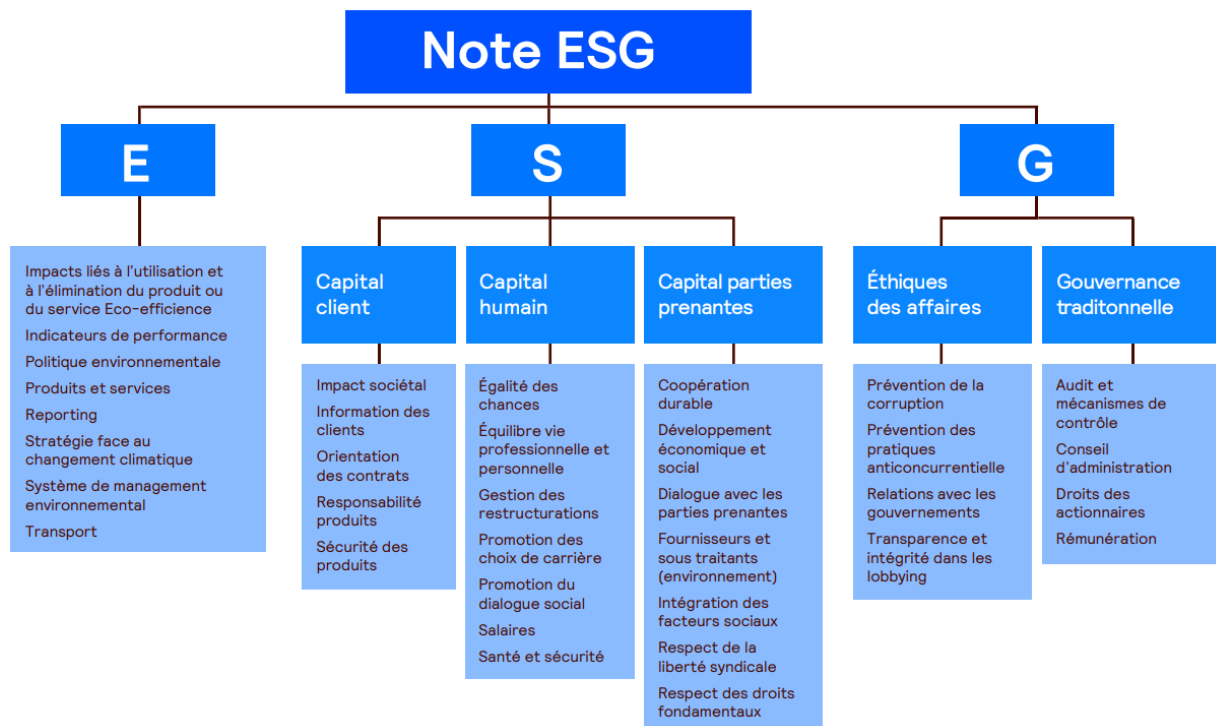 Note ESG
E
S
G
Impacts liés à l'utilisation et
à l'élimination du produit ou
du service Eco-efficience
Indicateurs de performance
Politique environnementale
Produits et services
Reporting
Stratégie face au
changement climatique
Système de management
environnemental
Transport
Capital
client
Impact sociétal
Information des
clients
Orientation
des contrats
Responsabilité
produits
Sécurité des
produits
Capital
humain
Égalité des
chances
Équilibre vie
professionnelle et
personnelle
Gestion des
restructurations
Promotion des
choix de carrière
Promotion du
dialogue social
Salaires
Santé et sécurité
Capital parties
prenantes
Coopération
durable
Développement
économique et
social
Dialogue avec les
parties prenantes
Fournisseurs et
sous traitants
(environnement)
Intégration des
facteurs sociaux
Respect de la
liberté syndicale
Respect des droits
fondamentaux
Éthiques
des affaires
Prévention de la
corruption
Prévention des
pratiques
anticoncurrentielle
Relations avec les
gouvernements
Transparence et
intégrité dans les
lobbying
Gouvernance
traditonnelle
Audit et
mécanismes de
contrôle
Conseil
d'administration
Droits des
actionnaires
Rémunération